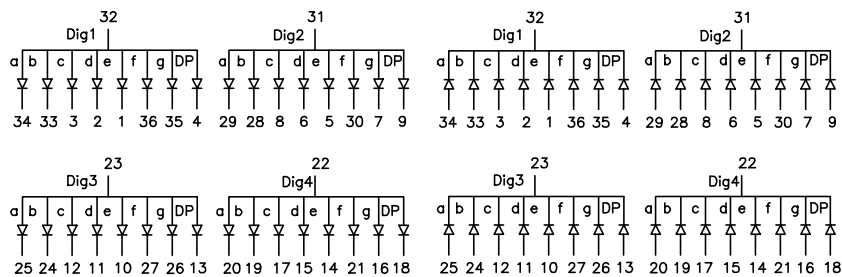 32 31 32 31
Dig1 Dig2 Dig1 Dig2
a b c d e f g DP a b c d e f g DP a b c d e f g DP a b c d e f g DP
34 33 3 2 1 36 35 4 29 28 8 6 5 30 7 9 34 33 3 2 1 36 35 4 29 28 8 6 5 30 7 9
23 22 23 22
Dig3 Dig4 Dig3 Dig4
a b c d e f g DP a b c d e f g DP a b c d e f g DP a b c d e f g DP
25 24 12 11 10 27 26 13 20 19 17 15 14 21 16 18 25 24 12 11 10 27 26 13 20 19 17 15 14 21 16 18